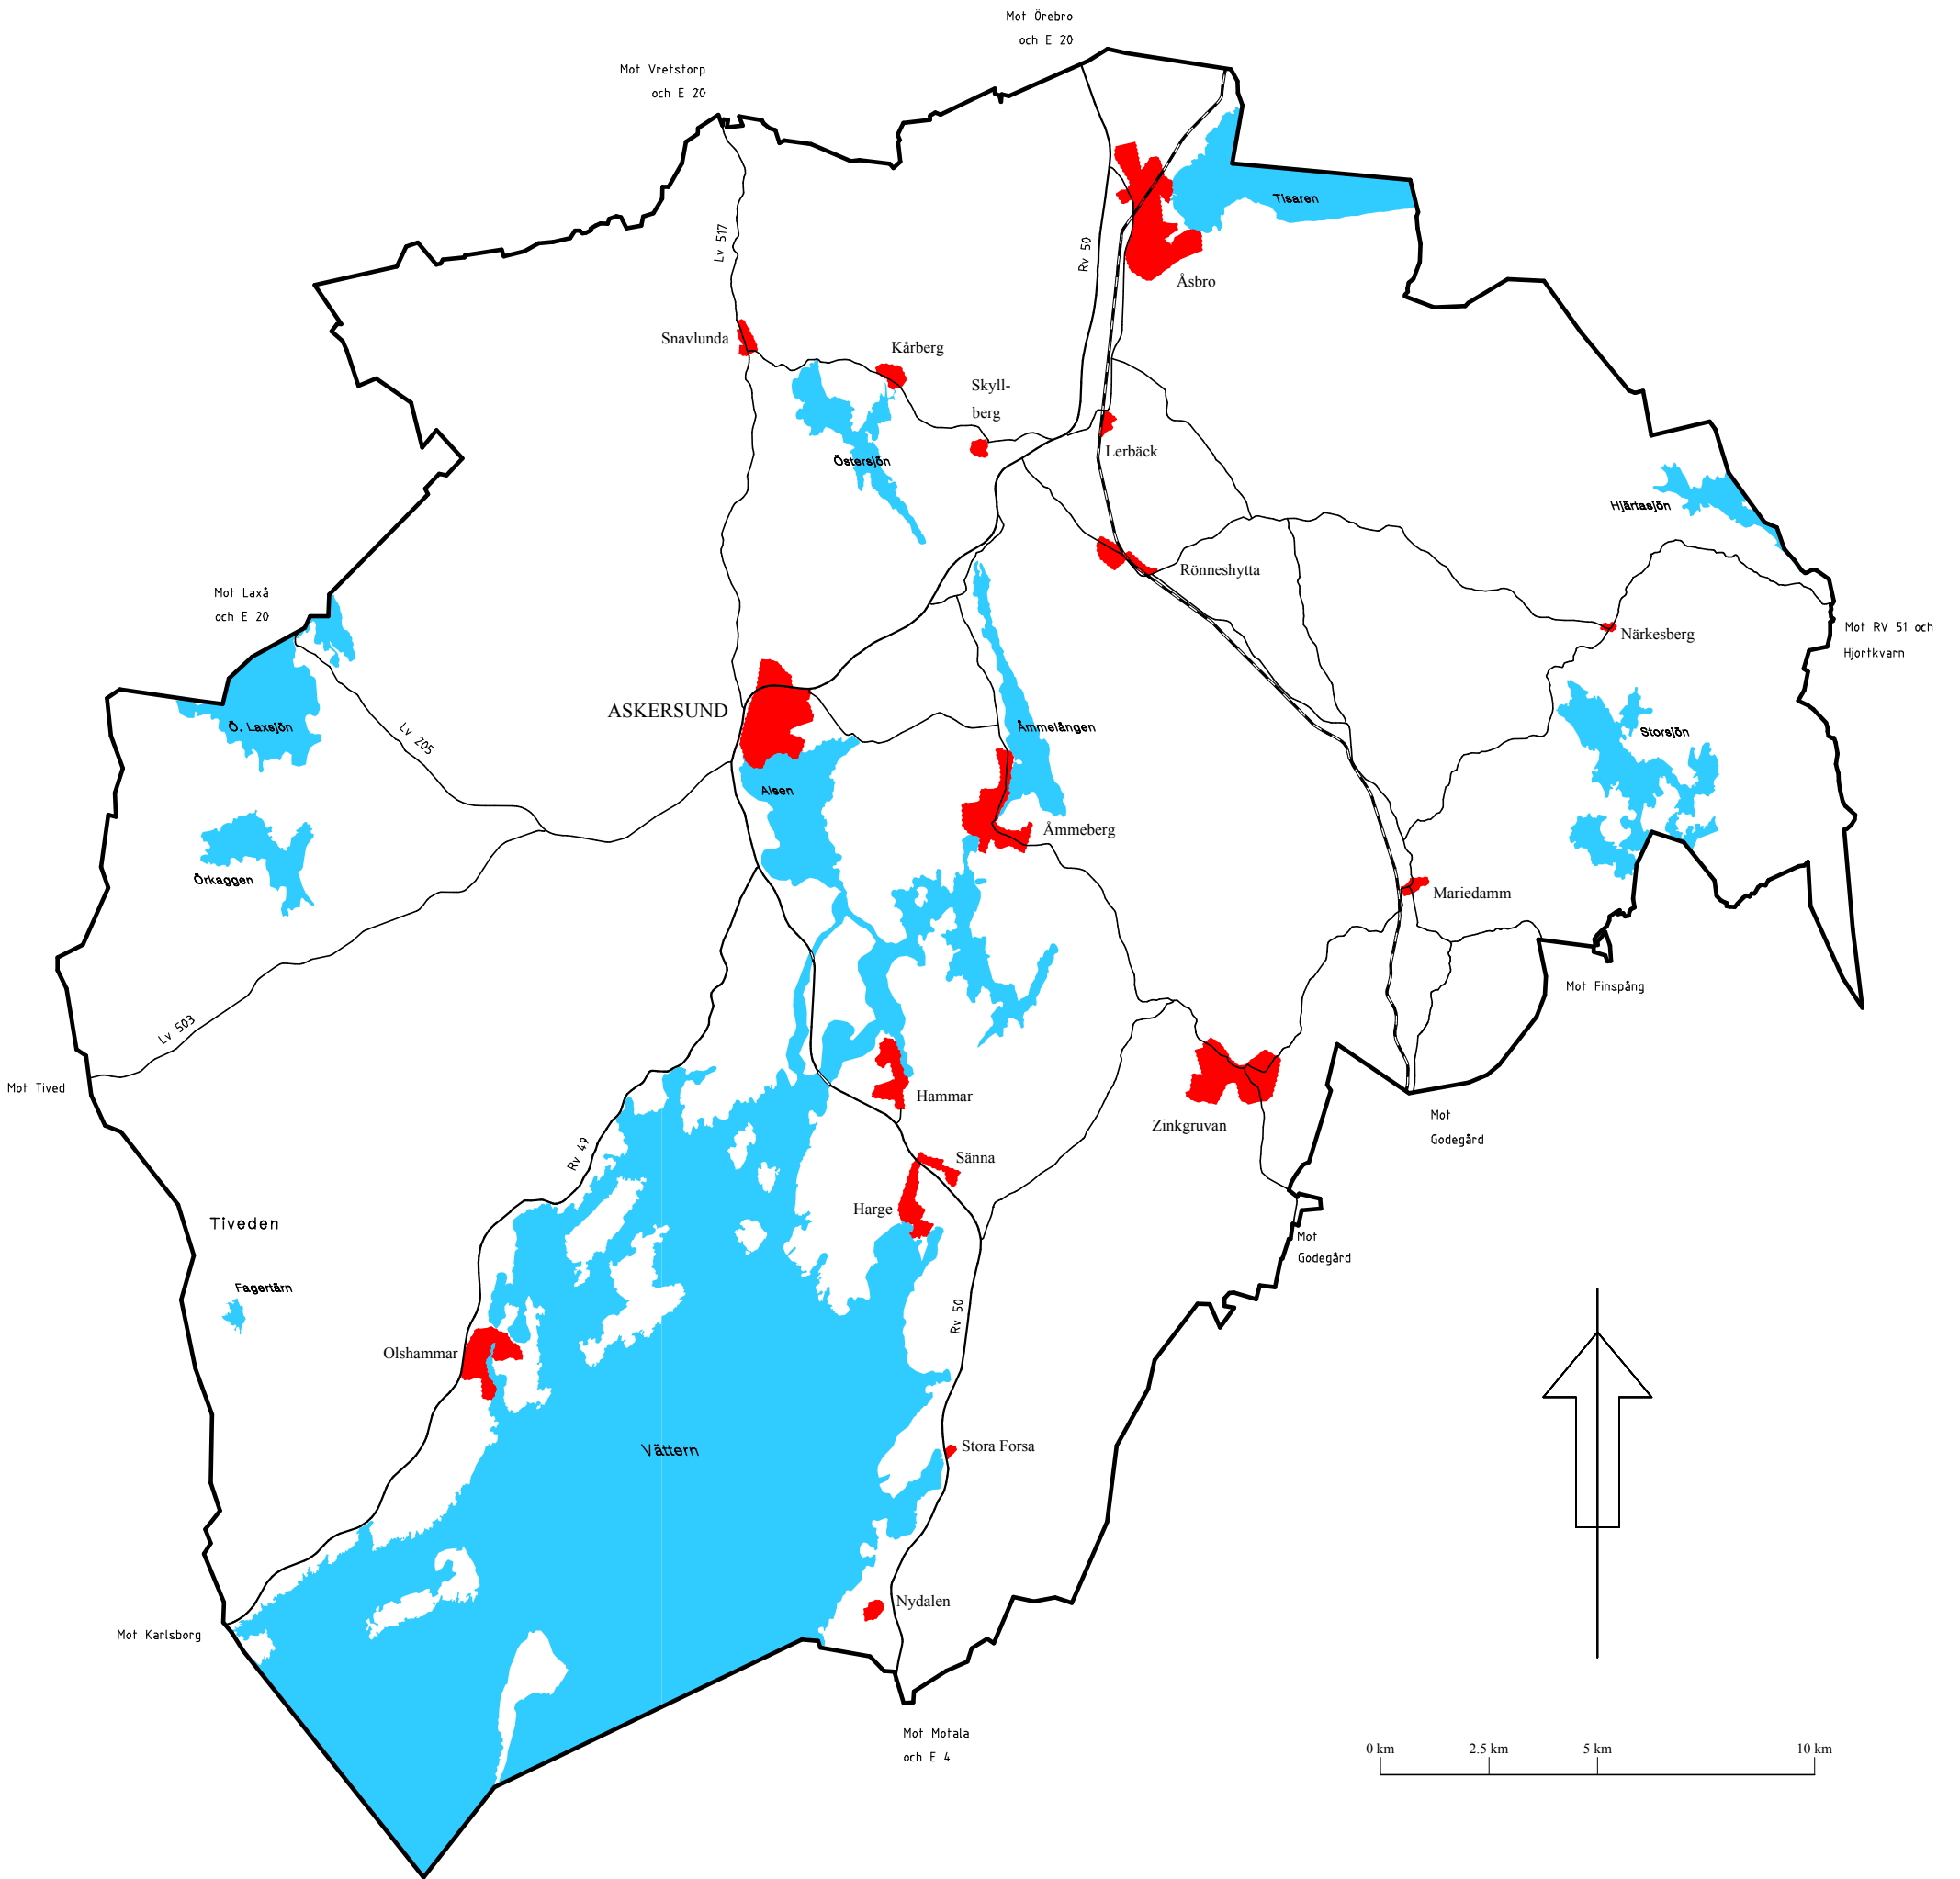 Mot Örebro
och E 20
Mot Vretstorp
och E 20
Tisaren
Lv 517
Rv 50
Åsbro
Snavlunda
Kårberg
Skyll-
berg
Lerbäck
Östersjön
Hjärtasjön
Rönneshytta
Mot Laxå
och E 20
Närkesberg
Mot RV 51 och
Hjortkvarn
ASKERSUND
Ö. Laxsjön
Lv 205
Åmmelången
Storsjön
Alsen
Åmmeberg
Örkaggen
Mariedamm
Mot Finspång
Lv 503
Mot Tived
Hammar
Zinkgruvan
Mot
Godegård
Rv 49
Sänna
Harge
Tiveden
Mot
Godegård
Fagertärn
Rv 50
Olshammar
Vättern
Stora Forsa
Nydalen
Mot Karlsborg
Mot Motala
och E 4
0 km 2.5 km 5 km 10 km